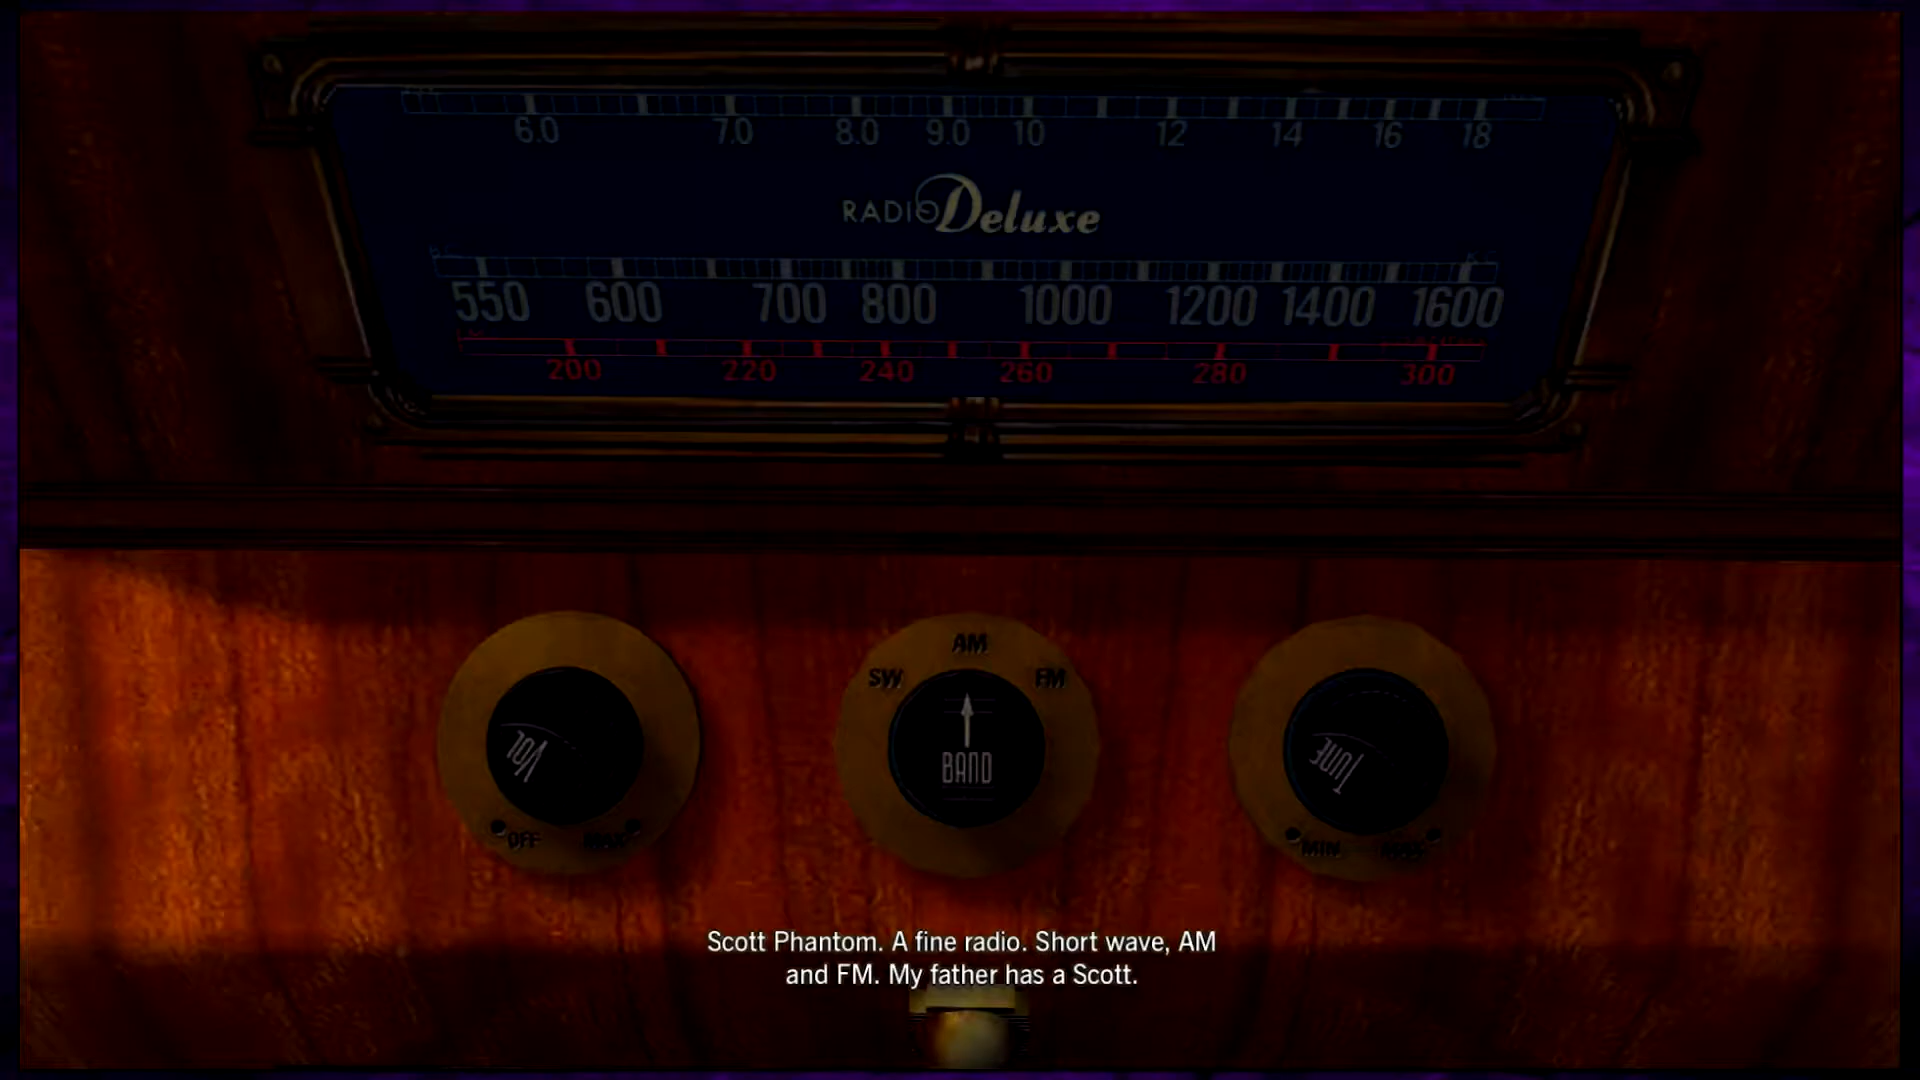 6.0 7.0 8.0 9.0 10 12 14 16 18
RADIO Deluxe
550 600 700 800 1000 1200 1400 1600
200 220 240 260 280 300
AM
SW FM
VOL
BAND
TUNE
OFF MAX
MIN MAX
Scott Phantom. A fine radio. Short wave, AM
and FM. My father has a Scott.